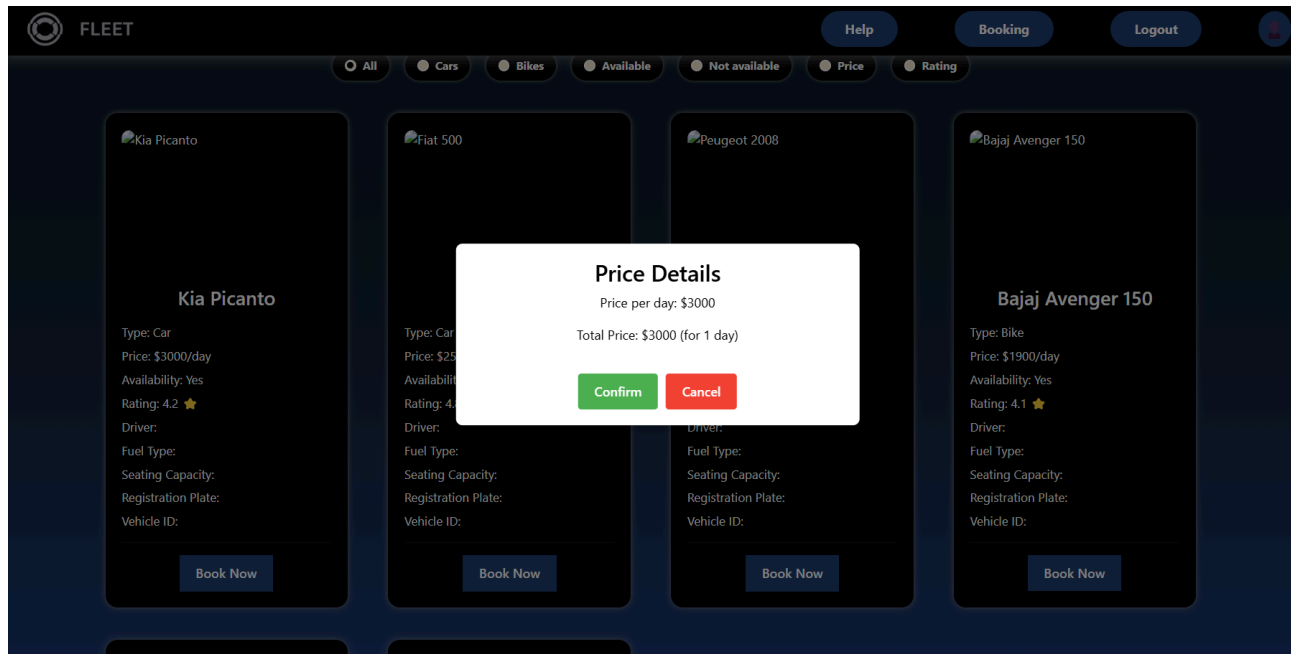 FLEET
Help
Booking
Logout
All
Cars
Bikes
Available
Not available
Price
Rating
Kia Picanto
Kia Picanto
Type: Car
Price: $3000/day
Availability: Yes
Rating: 4.2
Driver:
Fuel Type:
Seating Capacity:
Registration Plate:
Vehicle ID:
Book Now
Fiat 500
Type: Car
Price: $25
Availabilit
Rating: 4.
Driver:
Fuel Type:
Seating Capacity:
Registration Plate:
Vehicle ID:
Book Now
Peugeot 2008
Driver:
Fuel Type:
Seating Capacity:
Registration Plate:
Vehicle ID:
Book Now
Bajaj Avenger 150
Bajaj Avenger 150
Type: Bike
Price: $1900/day
Availability: Yes
Rating: 4.1
Driver:
Fuel Type:
Seating Capacity:
Registration Plate:
Vehicle ID:
Book Now
Price Details
Price per day: $3000
Total Price: $3000 (for 1 day)
Confirm
Cancel